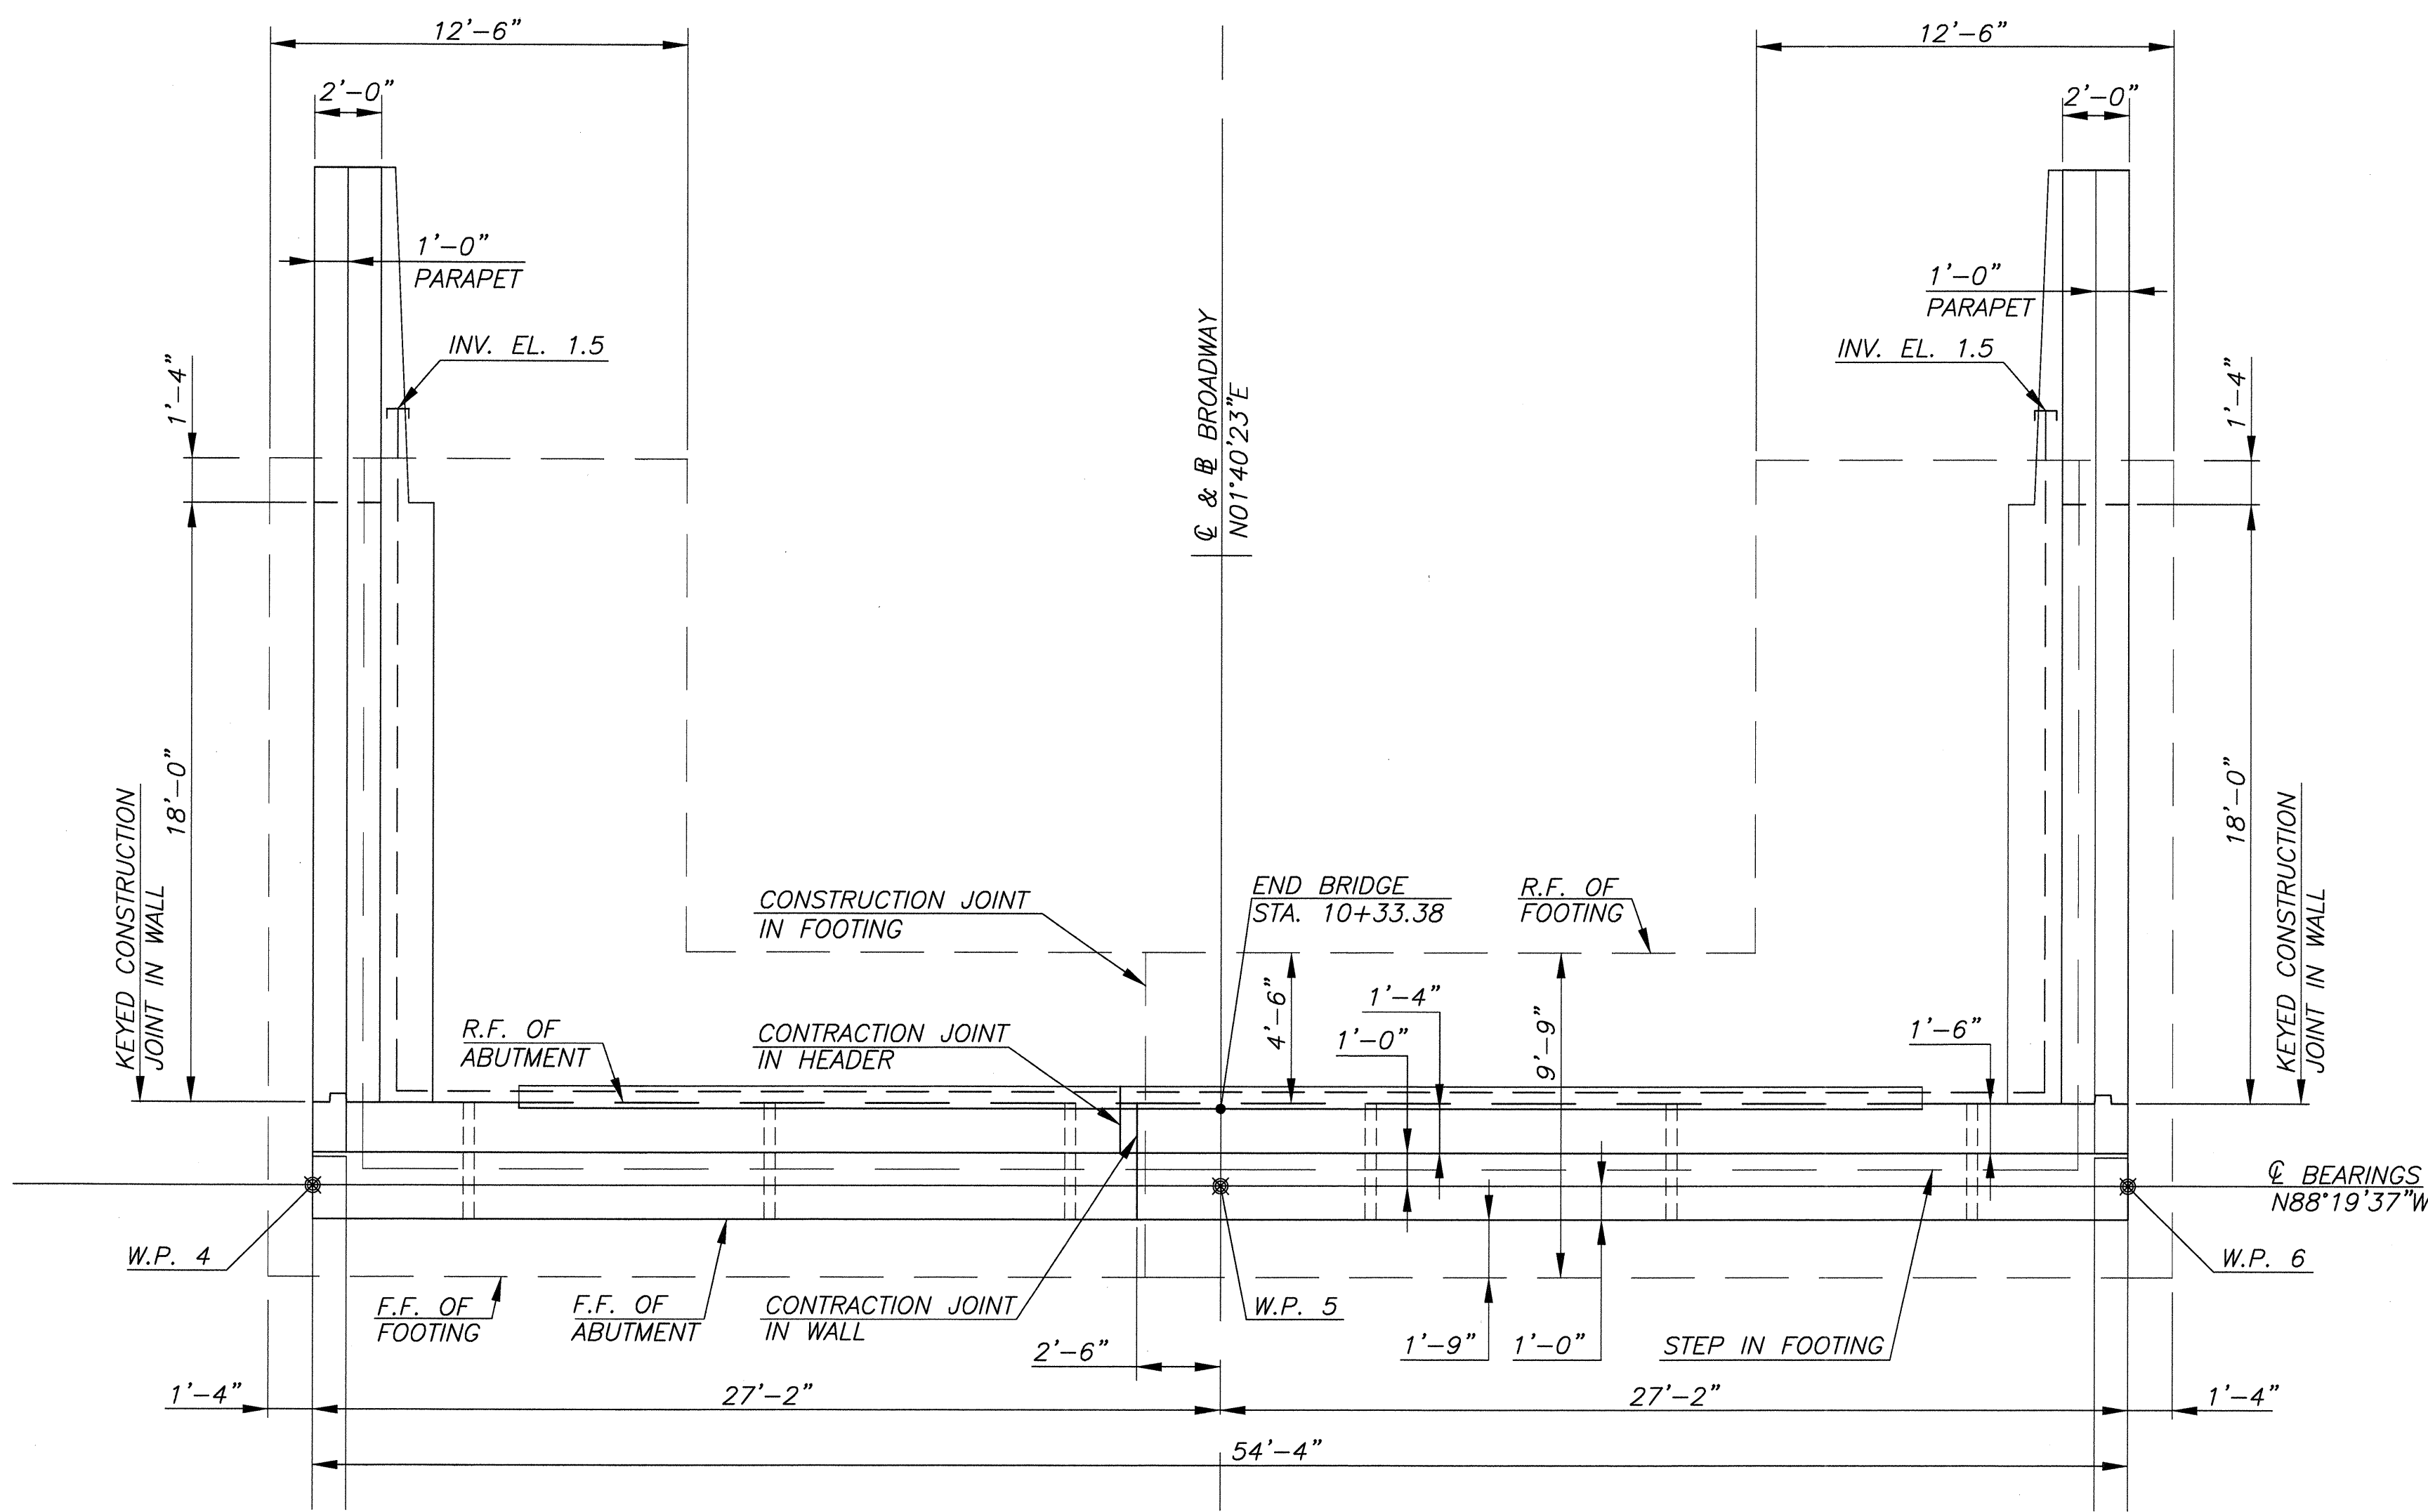 12'-6"
12'-6"
2'-0"
2'-0"
1'-0"
PARAPET
1'-0"
PARAPET
INV. EL. 1.5
INV. EL. 1.5
1'-4"
1'-4"
℄ & ⅊ BROADWAY
N01°40'23"E
18'-0"
18'-0"
KEYED CONSTRUCTION
JOINT IN WALL
KEYED CONSTRUCTION
JOINT IN WALL
CONSTRUCTION JOINT
IN FOOTING
END BRIDGE
STA. 10+33.38
R.F. OF
FOOTING
4'-6"
9'-9"
1'-4"
1'-0"
1'-6"
R.F. OF
ABUTMENT
CONTRACTION JOINT
IN HEADER
℄ BEARINGS
N88°19'37"W
W.P. 4
W.P. 6
F.F. OF
FOOTING
F.F. OF
ABUTMENT
CONTRACTION JOINT
IN WALL
W.P. 5
2'-6"
1'-9"
1'-0"
STEP IN FOOTING
1'-4"
27'-2"
27'-2"
1'-4"
54'-4"